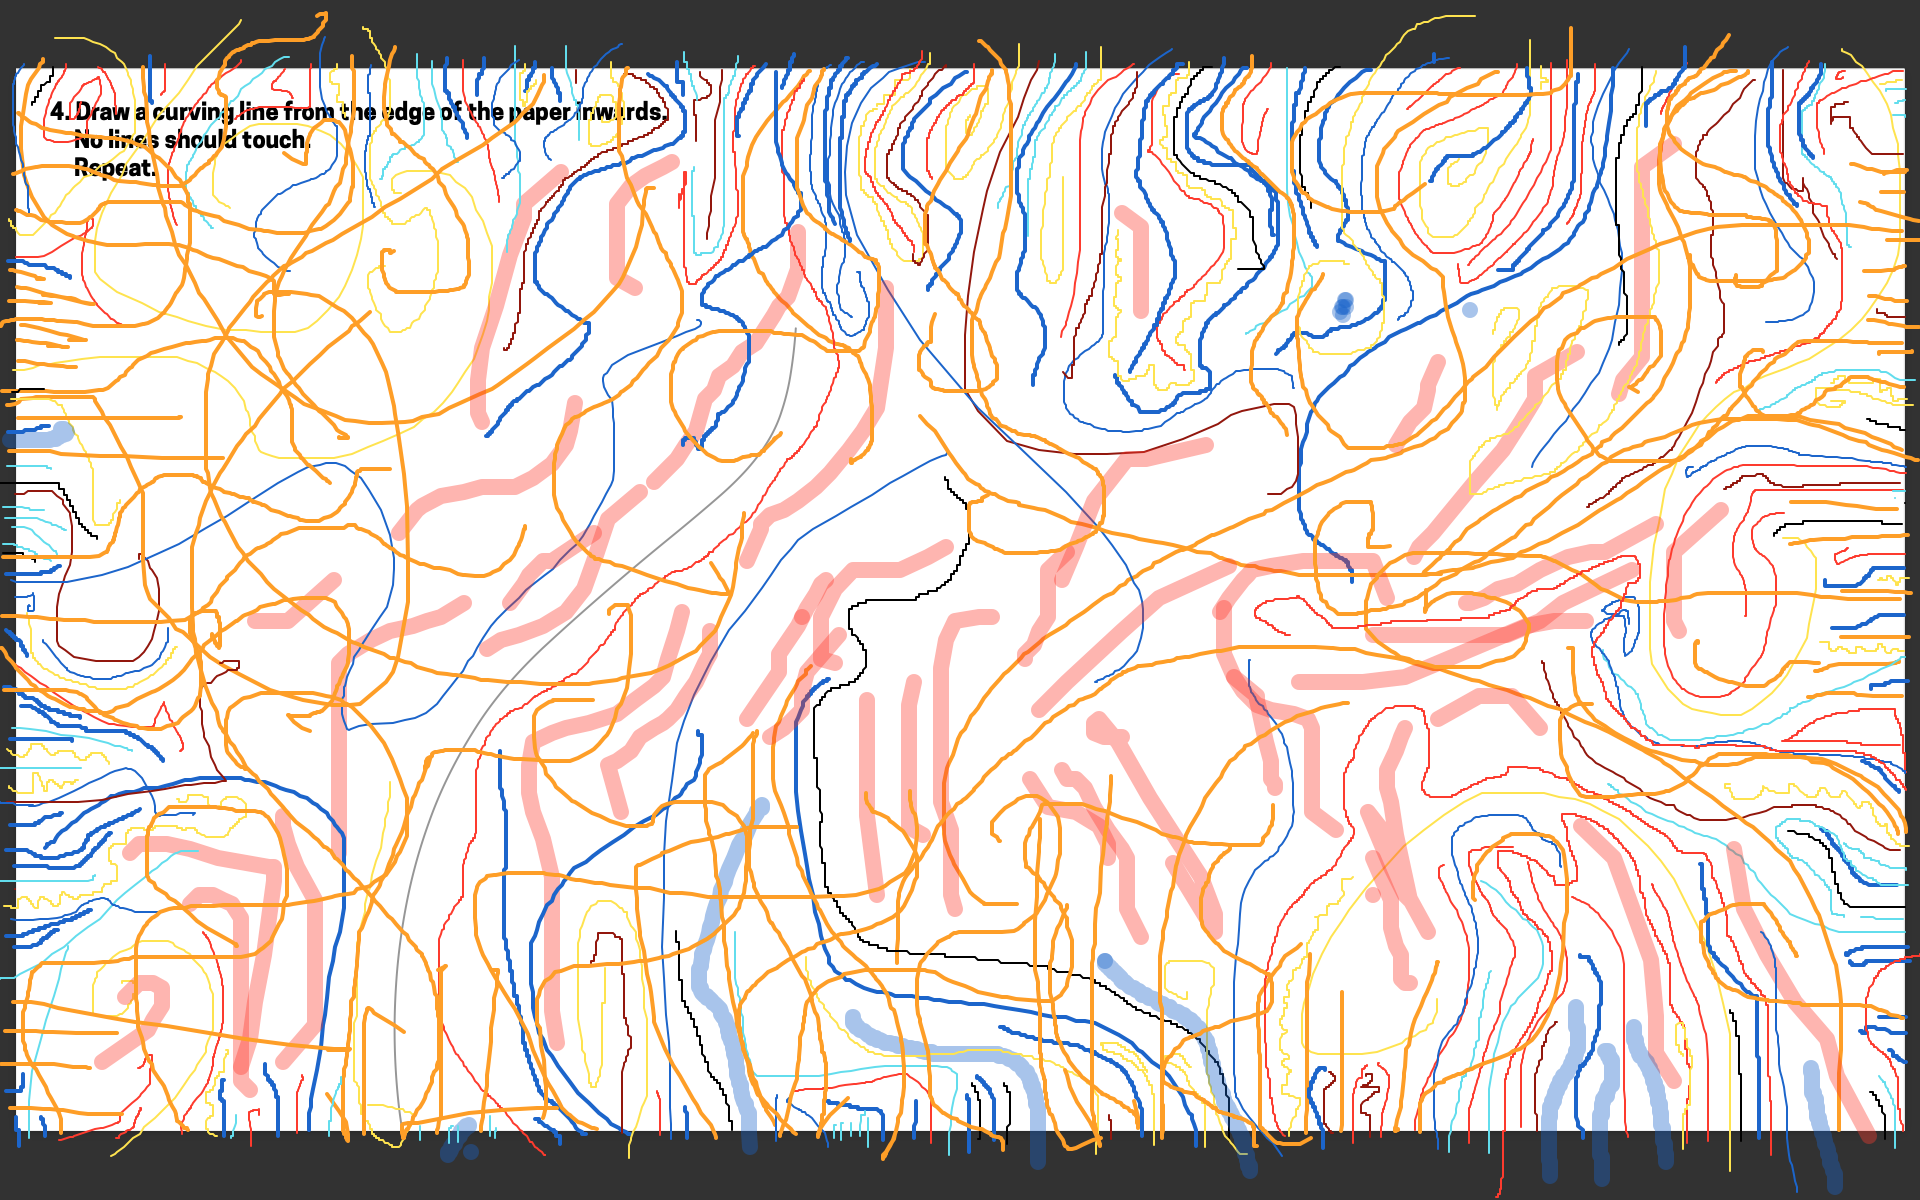 4. Draw a curving line from the edge of the paper inwards.
No lines should touch.
Repeat.